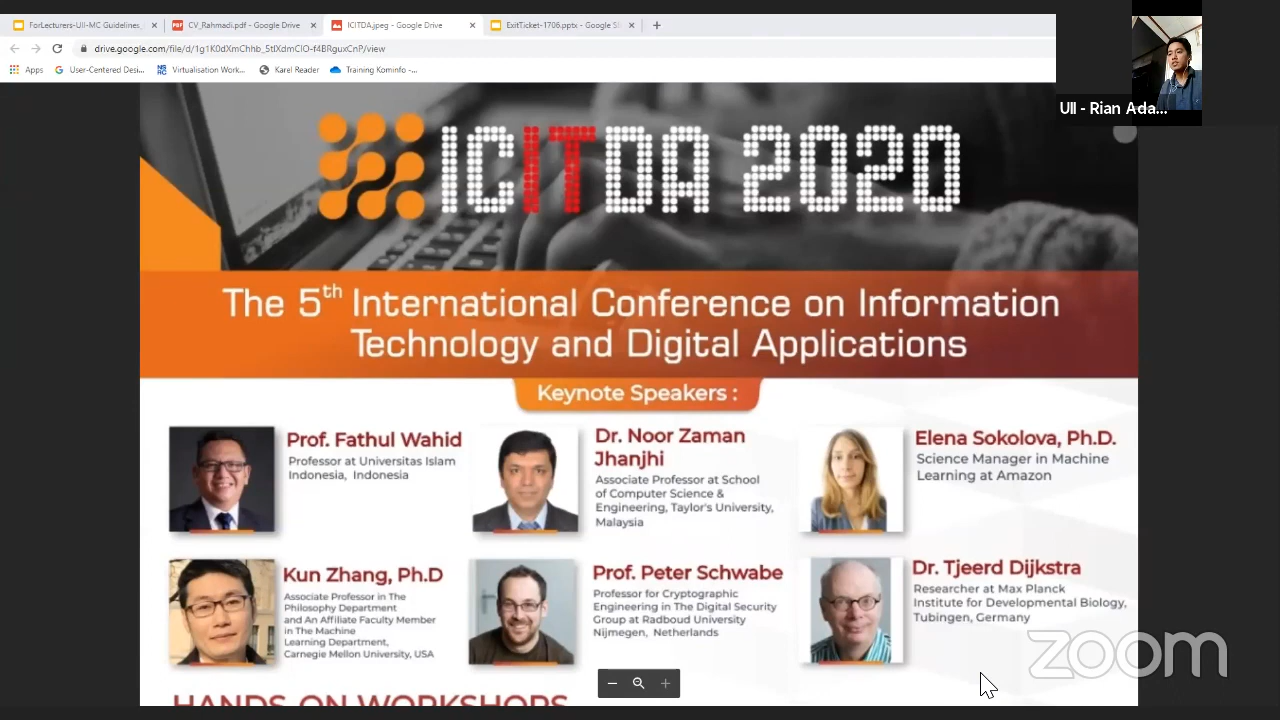 ForLecturers-UII-MC Guidelines,
CV_Rahmadi.pdf - Google Drive
ICITDA.jpeg - Google Drive
ExitTicket-1706.pptx - Google Sl
drive.google.com/file/d/1g1K0dXmChhb_5tlXdmClO-f4BRguxCnP/view
Apps
User-Centered Desi...
Virtualisation Work...
Karel Reader
Training Kominfo -...
UII - Rian Ada...
ICITDA 2020
The 5th International Conference on Information
Technology and Digital Applications
Keynote Speakers :
Prof. Fathul Wahid
Professor at Universitas Islam
Indonesia, Indonesia
Dr. Noor Zaman
Jhanjhi
Associate Professor at School
of Computer Science &
Engineering, Taylor's University,
Malaysia
Elena Sokolova, Ph.D.
Science Manager in Machine
Learning at Amazon
Kun Zhang, Ph.D
Associate Professor in The
Philosophy Department
and An Affiliate Faculty Member
in The Machine
Learning Department,
Carnegie Mellon University, USA
Prof. Peter Schwabe
Professor for Cryptographic
Engineering in The Digital Security
Group at Radboud University
Nijmegen, Netherlands
Dr. Tjeerd Dijkstra
Researcher at Max Planck
Institute for Developmental Biology,
Tubingen, Germany
HANDS-ON WORKSHOPS
zoom